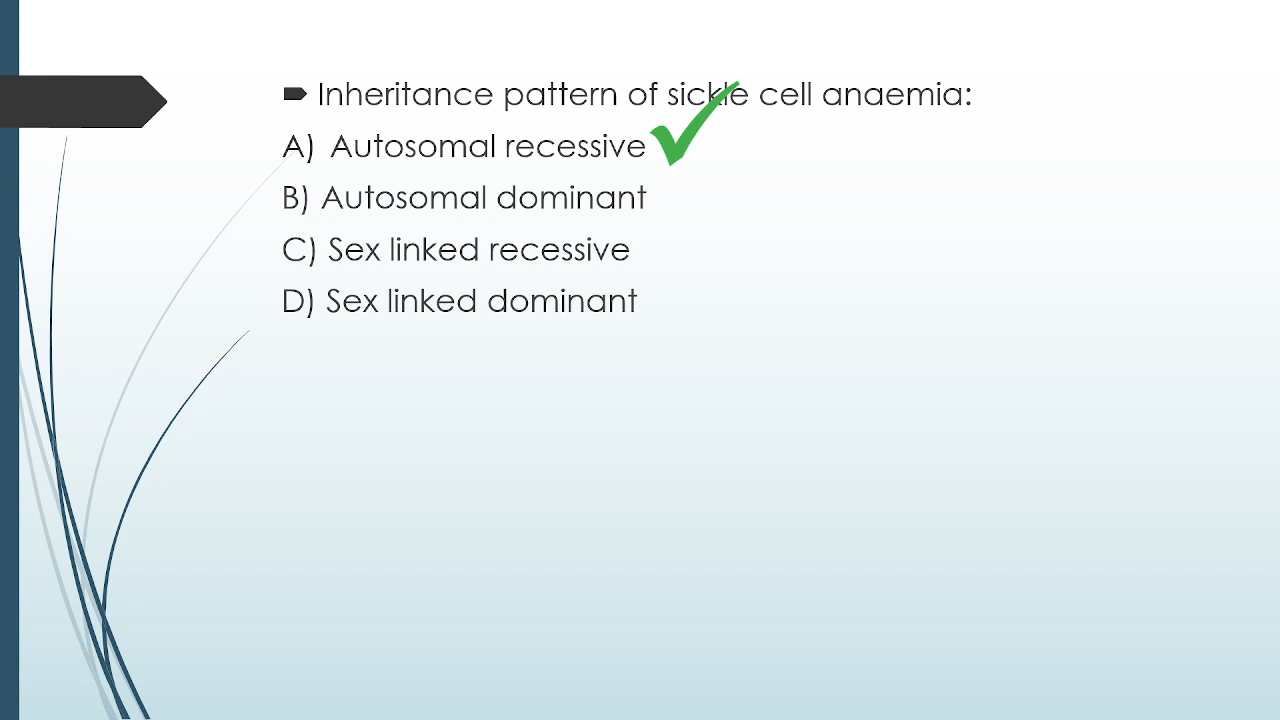 Inheritance pattern of sickle cell anaemia:
A) Autosomal recessive
B) Autosomal dominant
C) Sex linked recessive
D) Sex linked dominant